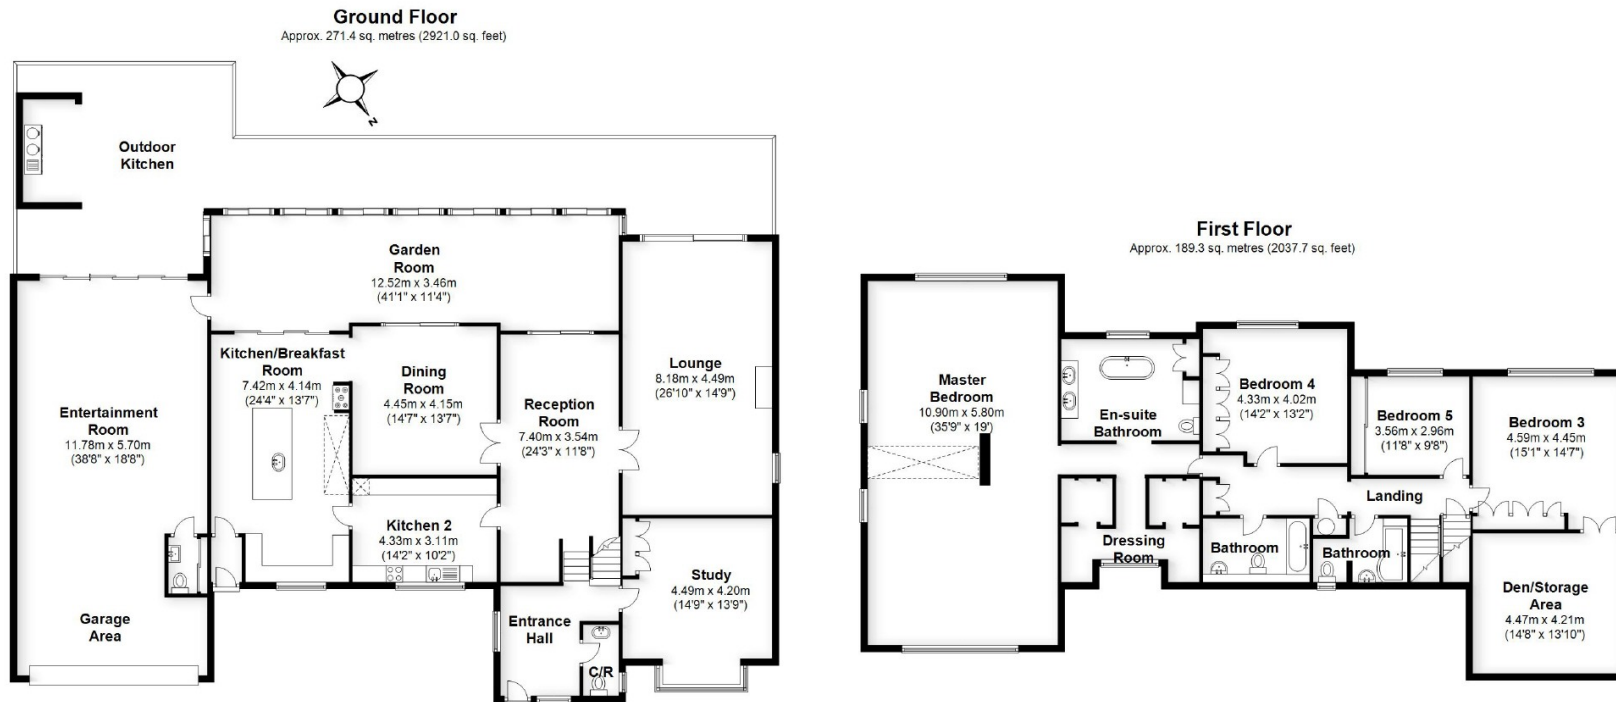 Ground Floor
Approx. 271.4 sq. metres (2921.0 sq. feet)
N
Outdoor
Kitchen
Garden
Room
12.52m x 3.46m
(41'1" x 11'4")
Kitchen/Breakfast
Room
7.42m x 4.14m
(24'4" x 13'7")
Dining
Room
4.45m x 4.15m
(14'7" x 13'7")
Reception
Room
7.40m x 3.54m
(24'3" x 11'8")
Lounge
8.18m x 4.49m
(26'10" x 14'9")
Entertainment
Room
11.78m x 5.70m
(38'8" x 18'8")
Kitchen 2
4.33m x 3.11m
(14'2" x 10'2")
Study
4.49m x 4.20m
(14'9" x 13'9")
Garage
Area
Entrance
Hall
C/R
First Floor
Approx. 189.3 sq. metres (2037.7 sq. feet)
Master
Bedroom
10.90m x 5.80m
(35'9" x 19')
En-suite
Bathroom
Bedroom 4
4.33m x 4.02m
(14'2" x 13'2")
Bedroom 5
3.56m x 2.96m
(11'8" x 9'8")
Bedroom 3
4.59m x 4.45m
(15'1" x 14'7")
Landing
Dressing
Room
Bathroom
Bathroom
Den/Storage
Area
4.47m x 4.21m
(14'8" x 13'10")